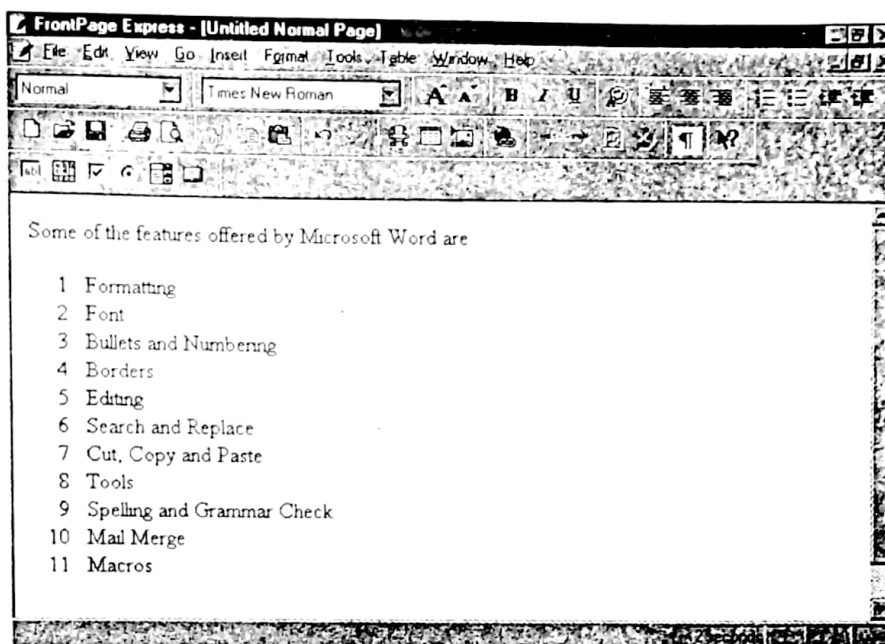 FrontPage Express - [Untitled Normal Page]
File Edit View Go Insert Format Tools Table Window Help
Normal Times New Roman A A B I U
Some of the features offered by Microsoft Word are
1 Formatting
2 Font
3 Bullets and Numbering
4 Borders
5 Editing
6 Search and Replace
7 Cut, Copy and Paste
8 Tools
9 Spelling and Grammar Check
10 Mail Merge
11 Macros
2 seconds